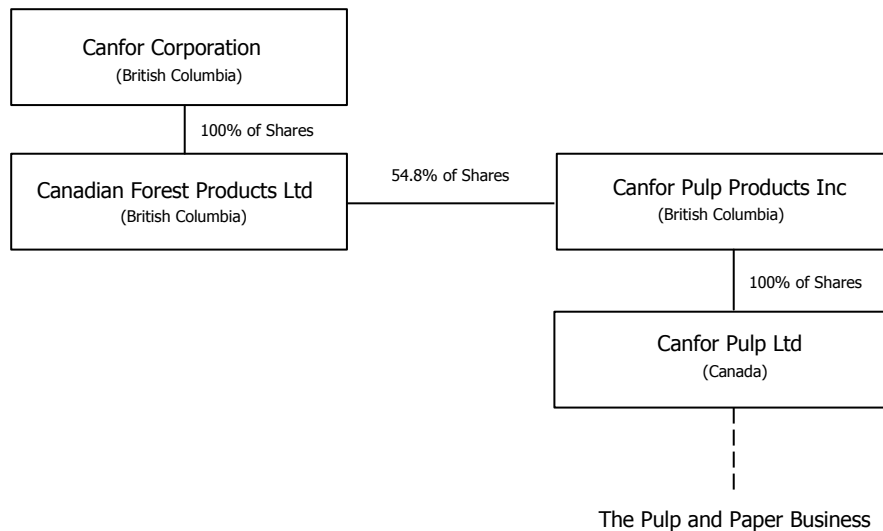 Canfor Corporation
(British Columbia)
100% of Shares
Canadian Forest Products Ltd
(British Columbia)
54.8% of Shares
Canfor Pulp Products Inc
(British Columbia)
100% of Shares
Canfor Pulp Ltd
(Canada)
The Pulp and Paper Business